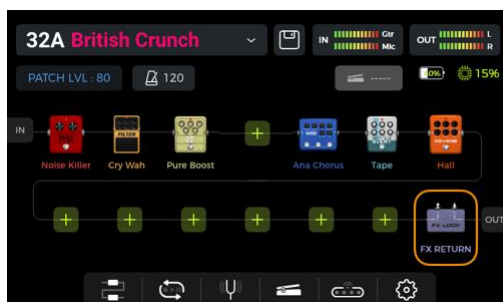 32A British Crunch
IN Gtr
Mic
OUT L
R
PATCH LVL : 80
120
-----
0%
15%
IN
FILTER
Noise Killer
Cry Wah
Pure Boost
Ana Chorus
Tape
Hall
FX LOOP
OUT
FX RETURN